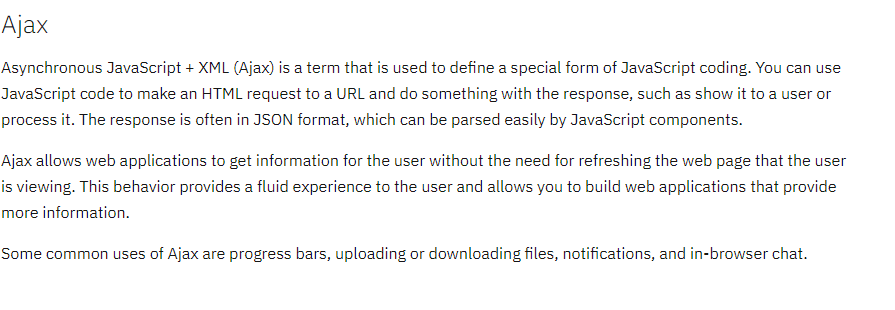 Ajax
Asynchronous JavaScript + XML (Ajax) is a term that is used to define a special form of JavaScript coding. You can use
JavaScript code to make an HTML request to a URL and do something with the response, such as show it to a user or
process it. The response is often in JSON format, which can be parsed easily by JavaScript components.
Ajax allows web applications to get information for the user without the need for refreshing the web page that the user
is viewing. This behavior provides a fluid experience to the user and allows you to build web applications that provide
more information.
Some common uses of Ajax are progress bars, uploading or downloading files, notifications, and in-browser chat.